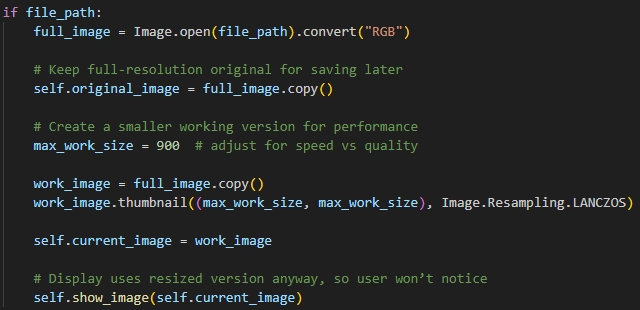 if file_path:
full_image = Image.open(file_path).convert("RGB")
# Keep full-resolution original for saving later
self.original_image = full_image.copy()
# Create a smaller working version for performance
max_work_size = 900  # adjust for speed vs quality
work_image = full_image.copy()
work_image.thumbnail((max_work_size, max_work_size), Image.Resampling.LANCZOS)
self.current_image = work_image
# Display uses resized version anyway, so user won’t notice
self.show_image(self.current_image)